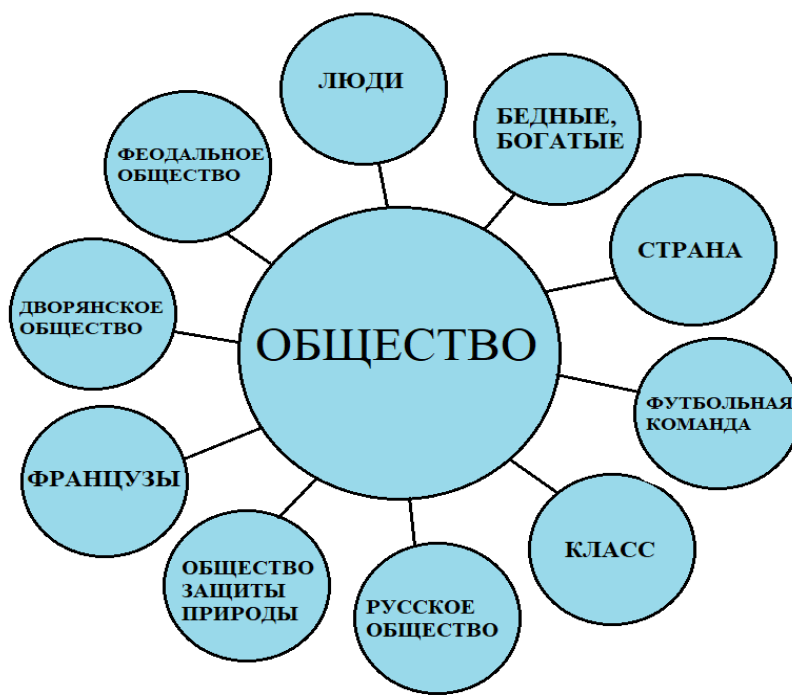 ЛЮДИ
БЕДНЫЕ,
БОГАТЫЕ
ФЕОДАЛЬНОЕ
ОБЩЕСТВО
СТРАНА
ДВОРЯНСКОЕ
ОБЩЕСТВО
ОБЩЕСТВО
ФУТБОЛЬНАЯ
КОМАНДА
ФРАНЦУЗЫ
КЛАСС
ОБЩЕСТВО
ЗАЩИТЫ
ПРИРОДЫ
РУССКОЕ
ОБЩЕСТВО